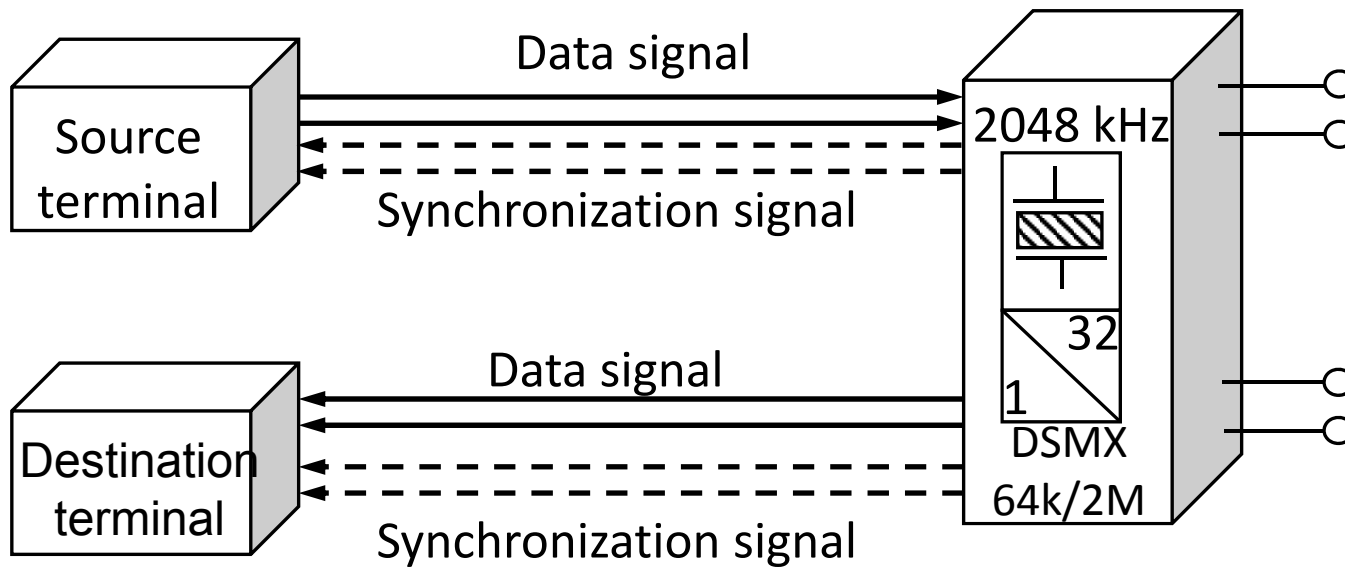 Data signal
Source
terminal
Synchronization signal
2048 kHz
32
1
DSMX
64k/2M
Data signal
Destination
terminal
Synchronization signal